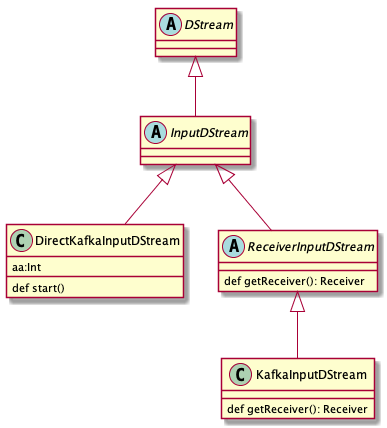 A DStream
A InputDStream
C DirectKafkaInputDStream
aa:Int
def start()
A ReceiverInputDStream
def getReceiver(): Receiver
C KafkaInputDStream
def getReceiver(): Receiver